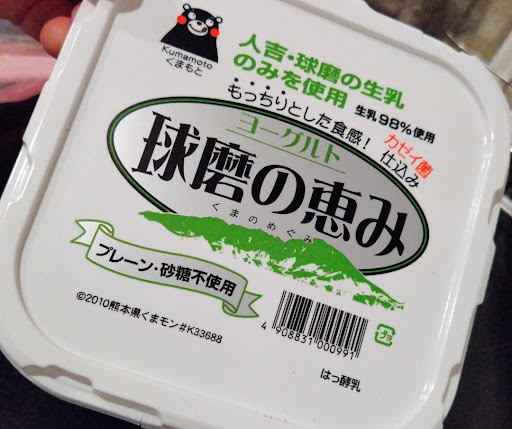 Kumamoto
くまもと
人吉・球磨の生乳
のみを使用
生乳98%使用
もっちりとした食感!
カゼイ菌
仕込み
ヨーグルト
球磨の恵み
くまのめぐみ
プレーン・砂糖不使用
©2010熊本県くまモン#K33688
4 908831 000991
プラ
はっ酵乳